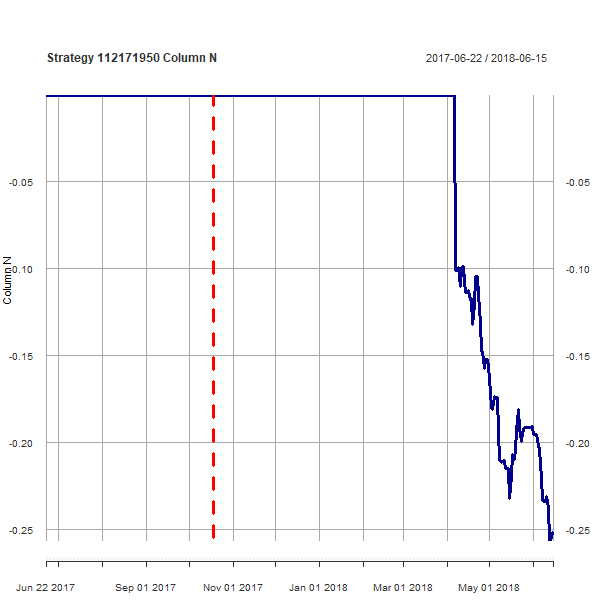 Strategy 112171950 Column N
2017-06-22 / 2018-06-15
Column N
-0.05
-0.05
-0.10
-0.10
-0.15
-0.15
-0.20
-0.20
-0.25
-0.25
Jun 22 2017
Sep 01 2017
Nov 01 2017
Jan 01 2018
Mar 01 2018
May 01 2018